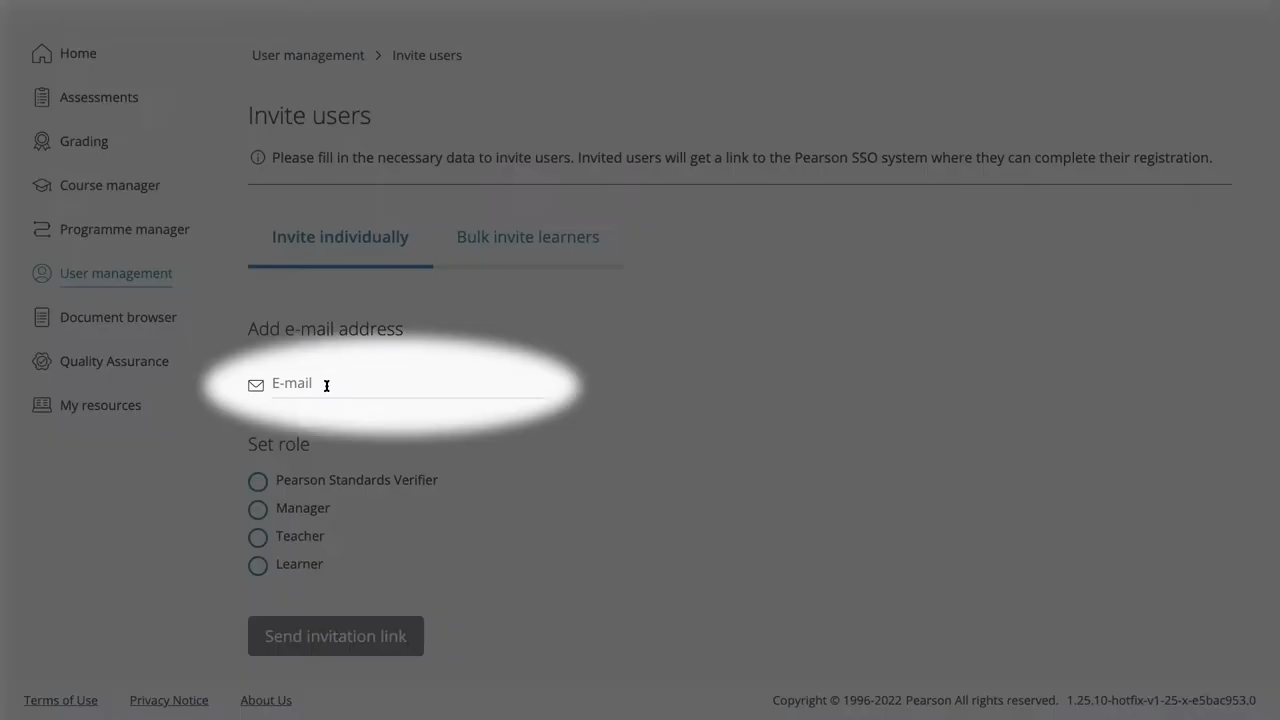 Home
Assessments
Grading
Course manager
Programme manager
User management
Document browser
Quality Assurance
My resources
User management > Invite users
Invite users
Please fill in the necessary data to invite users. Invited users will get a link to the Pearson SSO system where they can complete their registration.
Invite individually
Bulk invite learners
Add e-mail address
E-mail
Set role
Pearson Standards Verifier
Manager
Teacher
Learner
Send invitation link
Terms of Use
Privacy Notice
About Us
Copyright © 1996-2022 Pearson All rights reserved. 1.25.10-hotfix-v1-25-x-e5bac953.0